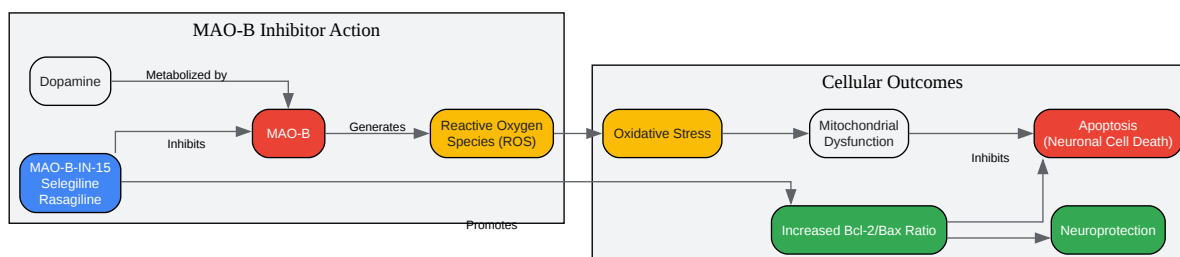 MAO-B Inhibitor Action
Dopamine
Metabolized by
MAO-B
Generates
Reactive Oxygen
Species (ROS)
Inhibits
MAO-B-IN-15
Selegiline
Rasagiline
Promotes
Cellular Outcomes
Oxidative Stress
Mitochondrial
Dysfunction
Apoptosis
(Neuronal Cell Death)
Inhibits
Increased Bcl-2/Bax Ratio
Neuroprotection